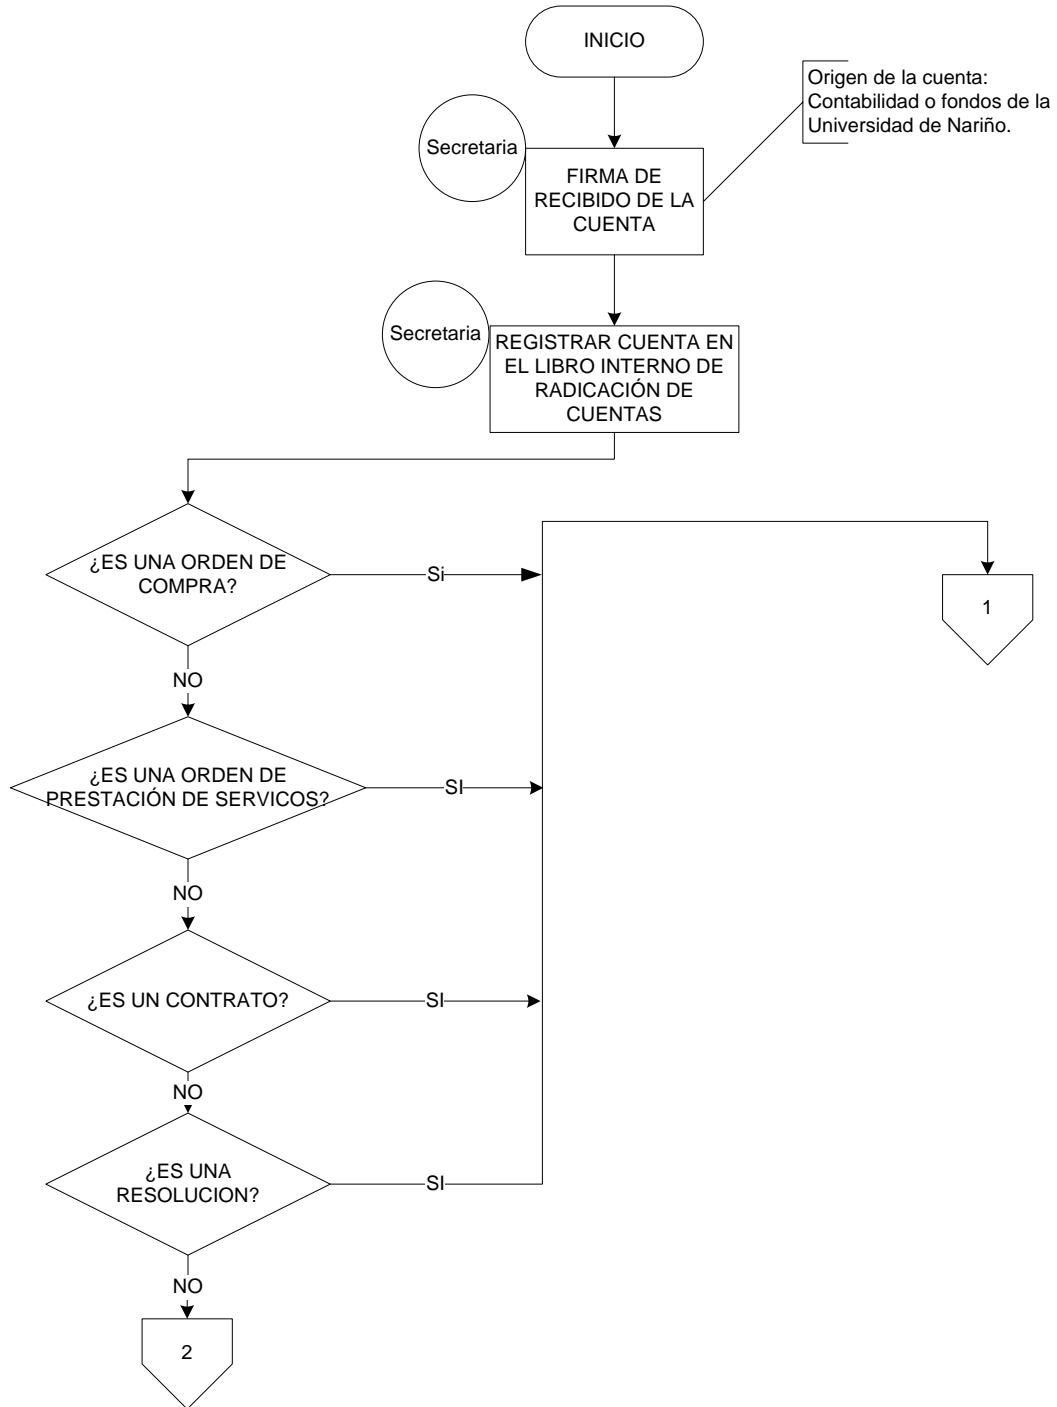 INICIO
Origen de la cuenta:
Contabilidad o fondos de la
Universidad de Nariño.
Secretaria
FIRMA DE
RECIBIDO DE LA
CUENTA
Secretaria
REGISTRAR CUENTA EN
EL LIBRO INTERNO DE
RADICACIÓN DE
CUENTAS
¿ES UNA ORDEN DE
COMPRA?
Si
1
NO
¿ES UNA ORDEN DE
PRESTACIÓN DE SERVICOS?
SI
NO
¿ES UN CONTRATO?
SI
NO
¿ES UNA
RESOLUCION?
SI
NO
2